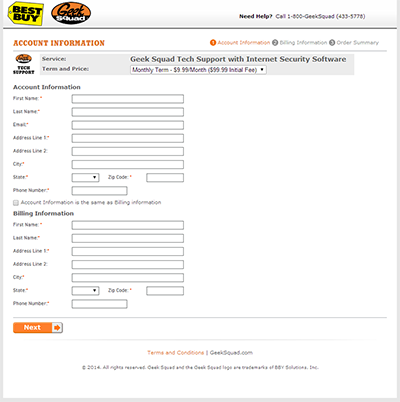 BEST BUY
Geek Squad
Need Help? Call 1-800-GeekSquad (433-5778)
ACCOUNT INFORMATION
1 Account Information 2 Billing Information 3 Order Summary
TECH SUPPORT
Service: Geek Squad Tech Support with Internet Security Software
Term and Price: Monthly Term - $9.99/Month ($99.99 Initial Fee)
Account Information
First Name: *
Last Name:*
Email:*
Address Line 1:*
Address Line 2:
City:*
State:* Zip Code: *
Phone Number:*
Account Information is the same as Billing information
Billing Information
First Name: *
Last Name:*
Address Line 1: *
Address Line 2:
City:*
State:* Zip Code: *
Phone Number:*
Next
Terms and Conditions | GeekSquad.com
© 2014. All rights reserved. Geek Squad and the Geek Squad logo are trademarks of BBY Solutions, Inc.